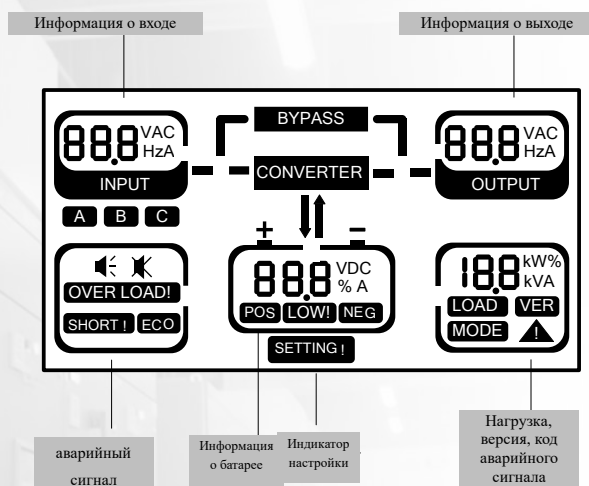 Информация о входе
Информация о выходе
88.8 VAC
HzA
INPUT
A B C
BYPASS
CONVERTER
88.8 VAC
HzA
OUTPUT
OVER LOAD!
SHORT ! ECO
+ −
88.8 VDC
% A
POS LOW! NEG
SETTING !
188 kW%
kVA
LOAD VER
MODE !
аварийный
сигнал
Информация
о батарее
Индикатор
настройки
Нагрузка,
версия, код
аварийного
сигнала